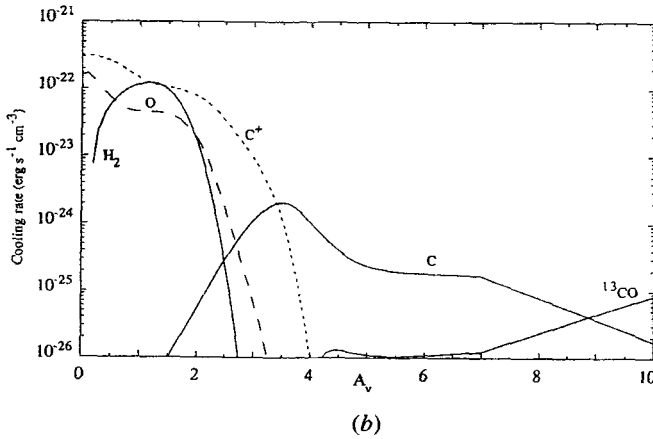 10⁻²¹
10⁻²²
10⁻²³
10⁻²⁴
10⁻²⁵
10⁻²⁶
Cooling rate (erg s⁻¹ cm⁻³)
H₂
O
C⁺
C
¹³CO
0 2 4 6 8 10
Aᵥ
(b)